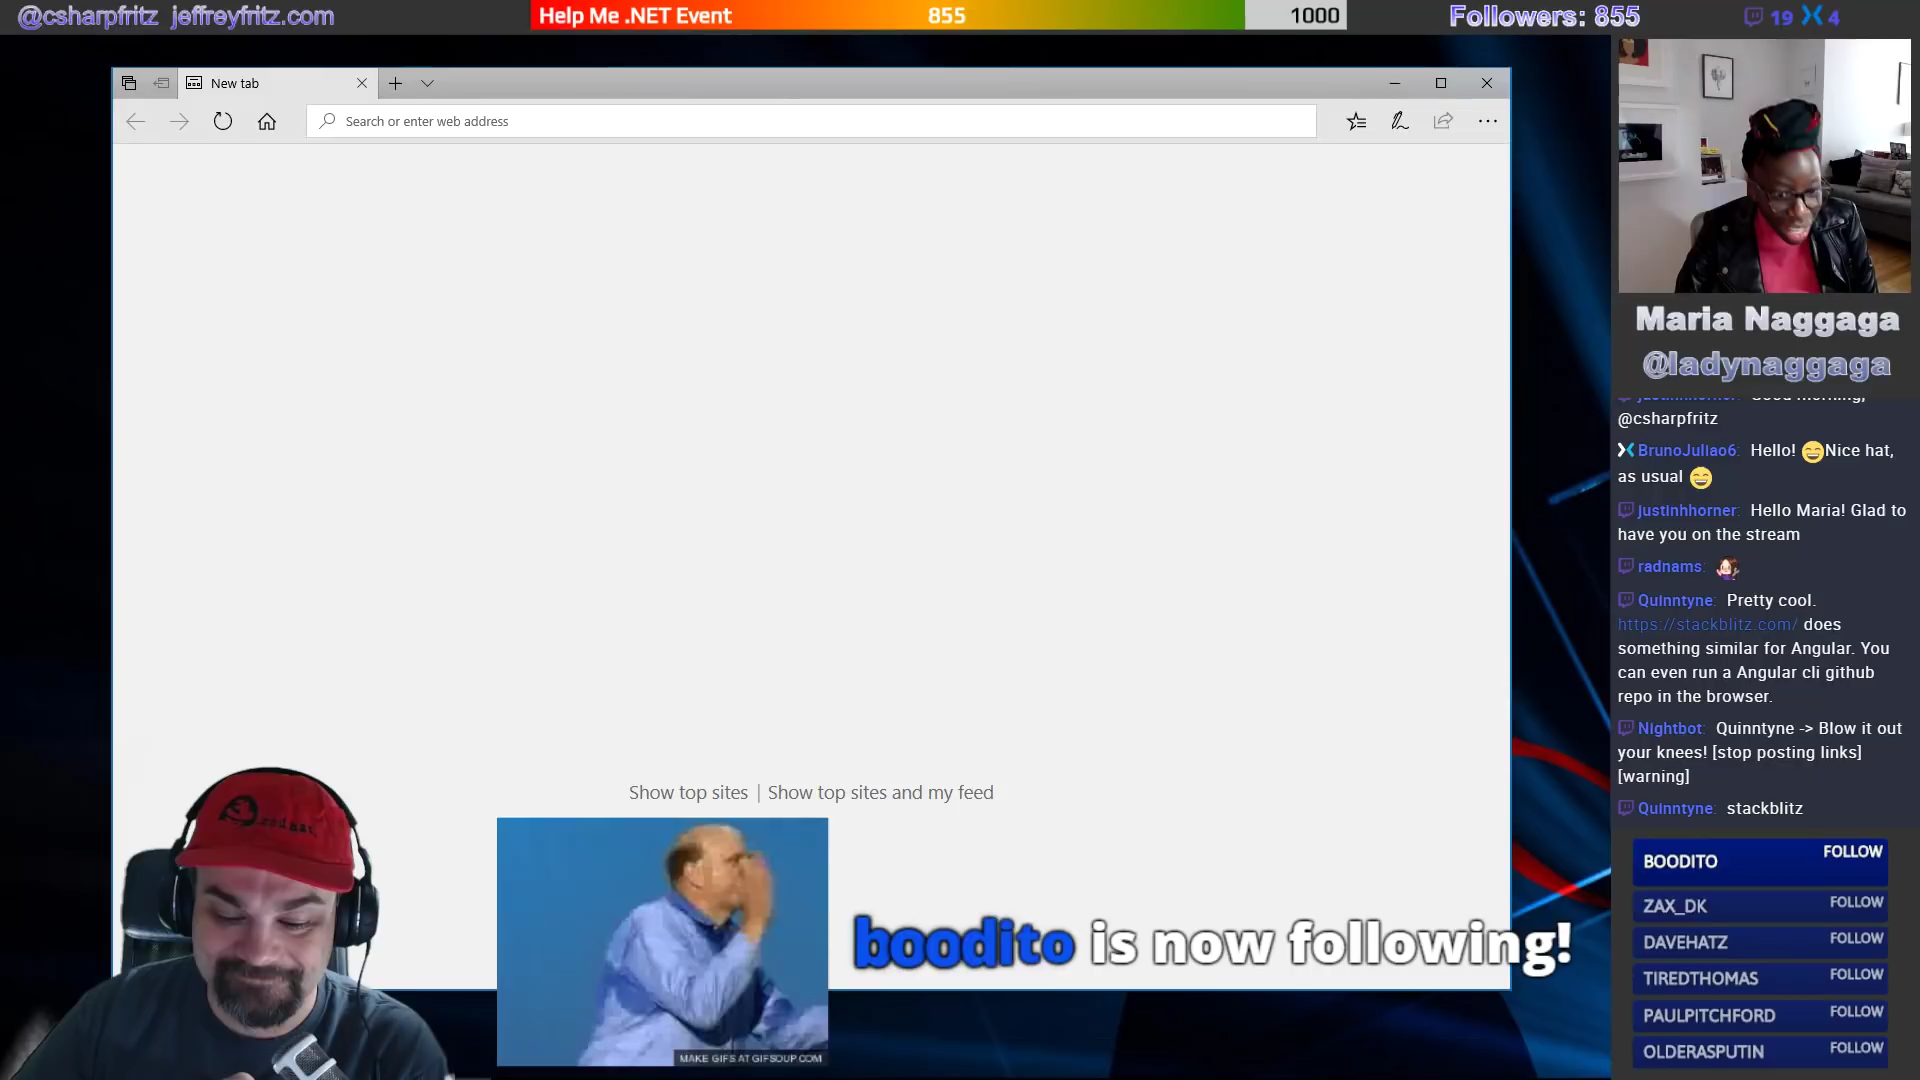 @csharpfritz jeffreyfritz.com
Help Me .NET Event 855 1000
Followers: 855
19 4
New tab
Search or enter web address
Maria Naggaga
@ladynaggaga
justinhhorner: Good morning,
@csharpfritz
BrunoJuliao6: Hello! Nice hat,
as usual
justinhhorner: Hello Maria! Glad to
have you on the stream
radnams:
Quinntyne: Pretty cool.
https://stackblitz.com/ does
something similar for Angular. You
can even run a Angular cli github
repo in the browser.
Nightbot: Quinntyne -> Blow it out
your knees! [stop posting links]
[warning]
Quinntyne: stackblitz
Show top sites | Show top sites and my feed
red hat
MAKE GIFS AT GIFSOUP.COM
boodito is now following!
BOODITO FOLLOW
ZAX_DK FOLLOW
DAVEHATZ FOLLOW
TIREDTHOMAS FOLLOW
PAULPITCHFORD FOLLOW
OLDERASPUTIN FOLLOW